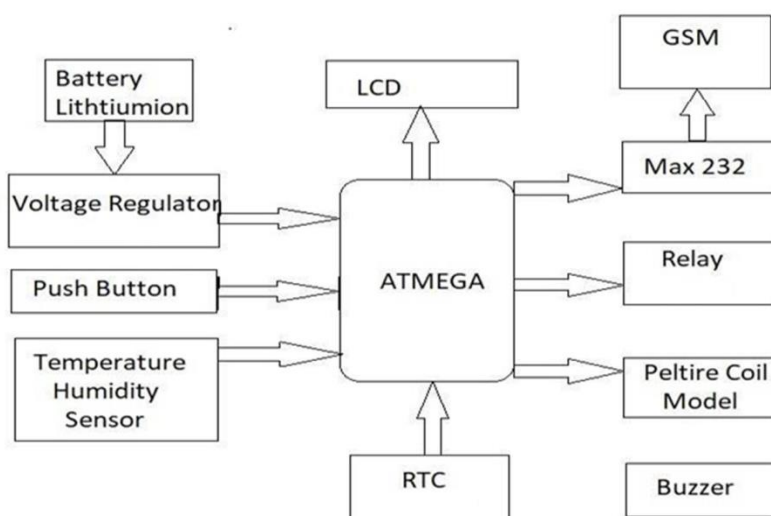 Battery
Lithtiumion
Voltage Regulator
Push Button
Temperature
Humidity
Sensor
LCD
ATMEGA
RTC
GSM
Max 232
Relay
Peltire Coil
Model
Buzzer